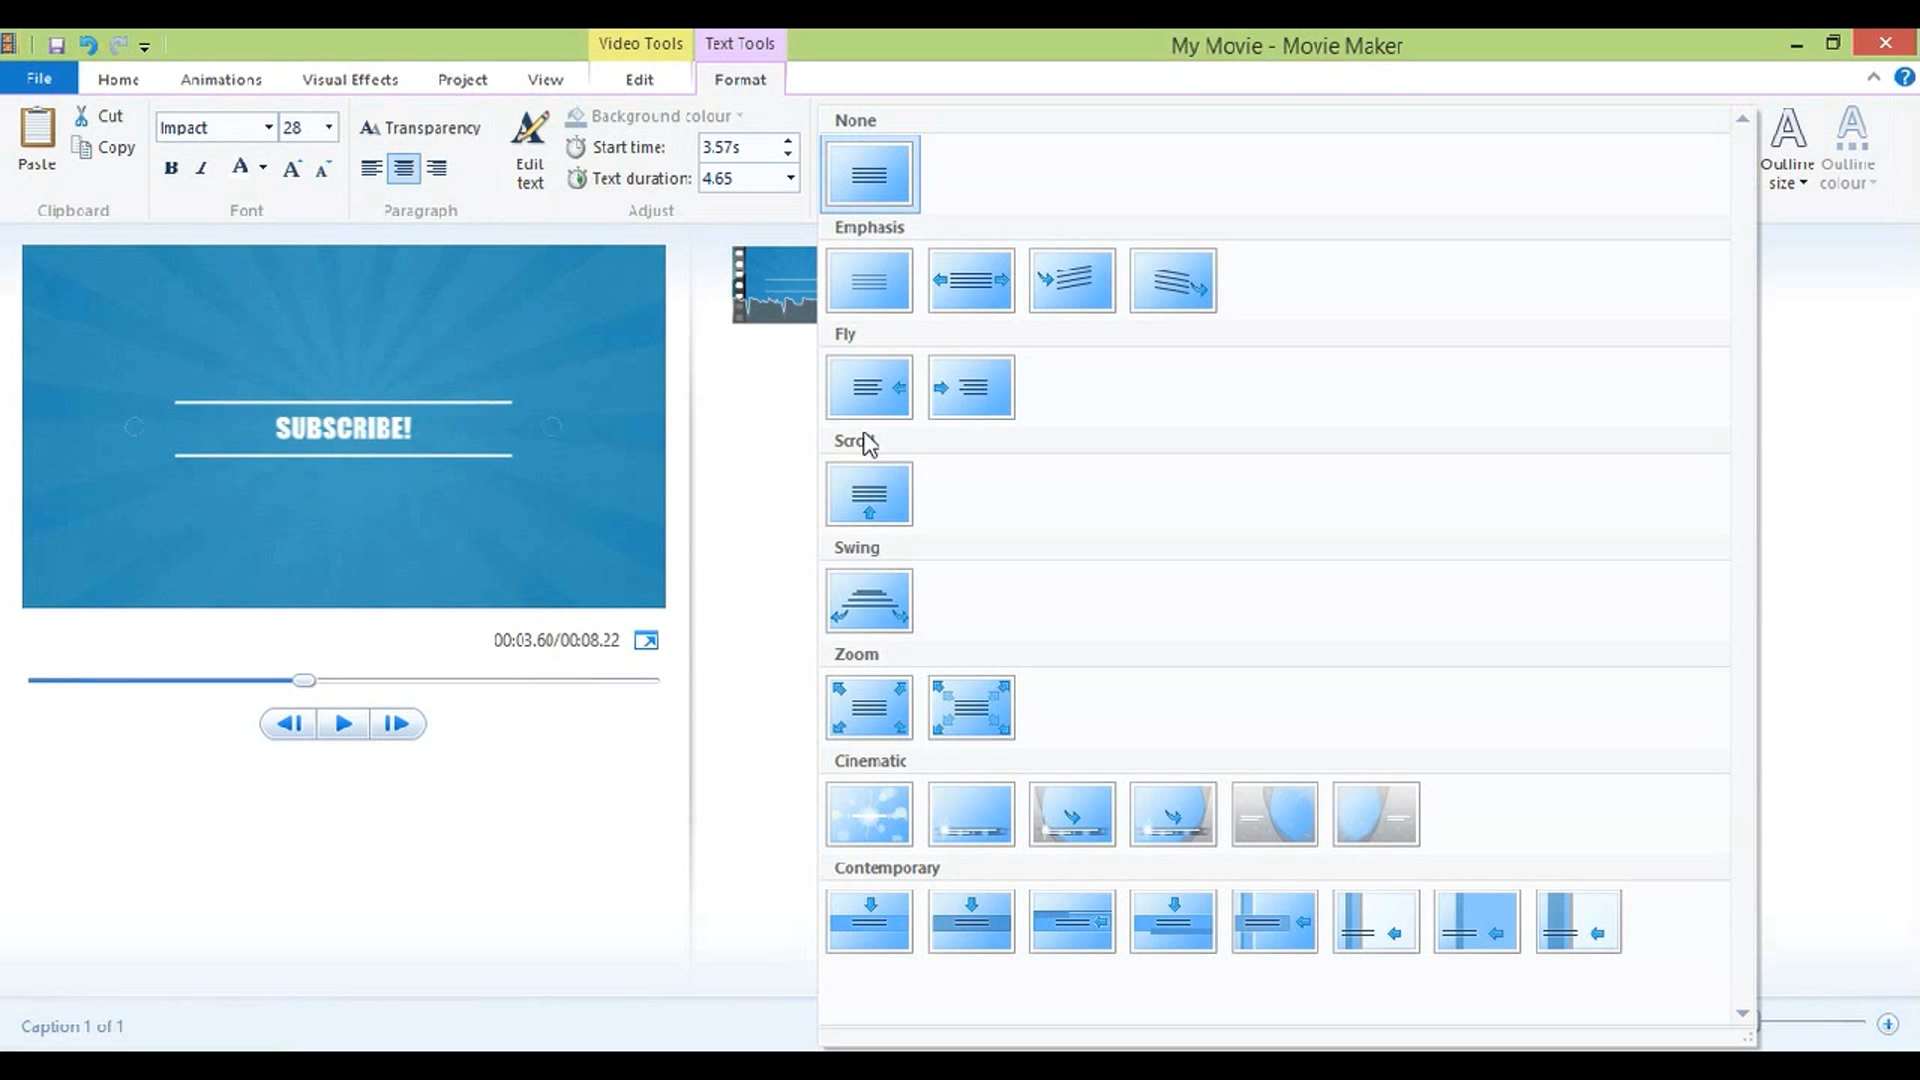 Video Tools
Text Tools
My Movie - Movie Maker
File
Home
Animations
Visual Effects
Project
View
Edit
Format
Paste
Cut
Copy
Clipboard
Impact
28
B I A A A
Font
AA Transparency
Paragraph
Edit
text
Background colour
Start time:
3.57s
Text duration:
4.65
Adjust
Outline
size
Outline
colour
None
Emphasis
Fly
Scroll
Swing
Zoom
Cinematic
Contemporary
SUBSCRIBE!
00:03.60/00:08.22
Caption 1 of 1